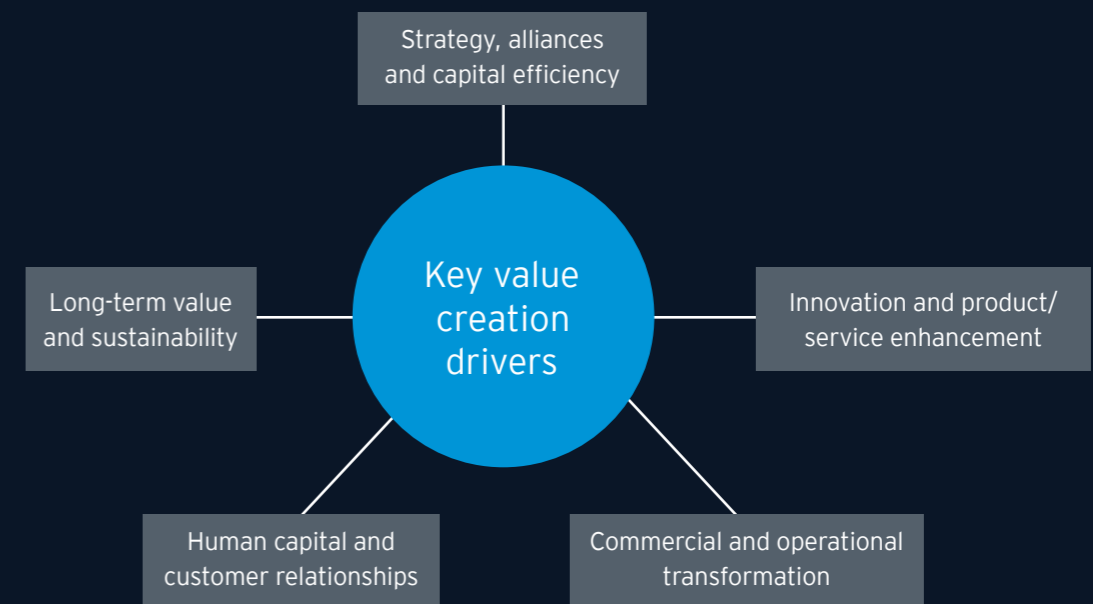 Strategy, alliances
and capital efficiency
Key value
creation
drivers
Long-term value
and sustainability
Innovation and product/
service enhancement
Human capital and
customer relationships
Commercial and operational
transformation